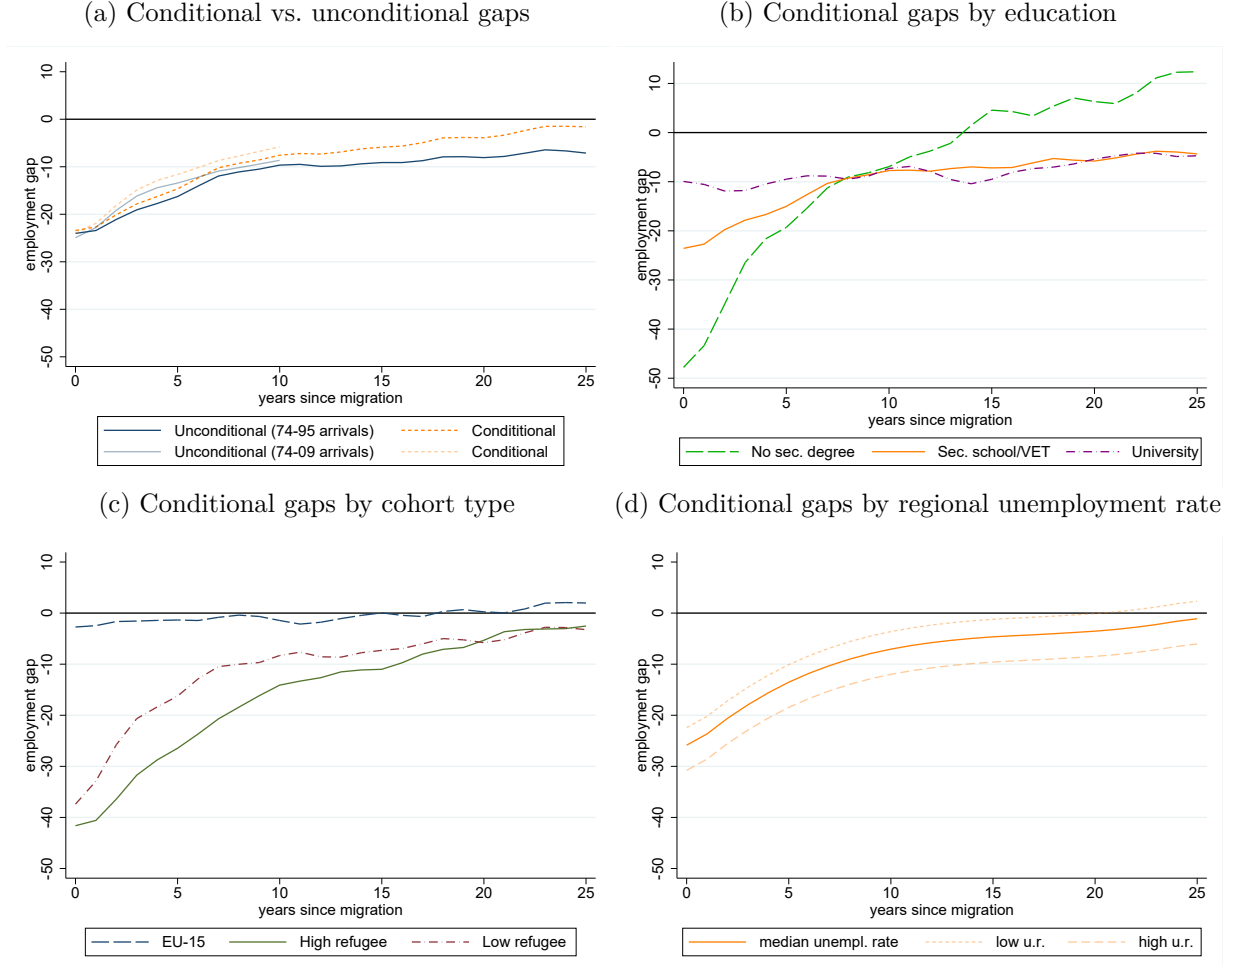 (a) Conditional vs. unconditional gaps
10
0
-10
-20
-30
-40
-50
employment gap
0 5 10 15 20 25
years since migration
Unconditional (74-95 arrivals) Condititional
Unconditional (74-09 arrivals) Conditional
(b) Conditional gaps by education
10
0
-10
-20
-30
-40
-50
employment gap
0 5 10 15 20 25
years since migration
No sec. degree Sec. school/VET University
(c) Conditional gaps by cohort type
10
0
-10
-20
-30
-40
-50
employment gap
0 5 10 15 20 25
years since migration
EU-15 High refugee Low refugee
(d) Conditional gaps by regional unemployment rate
10
0
-10
-20
-30
-40
-50
employment gap
0 5 10 15 20 25
years since migration
median unempl. rate low u.r. high u.r.